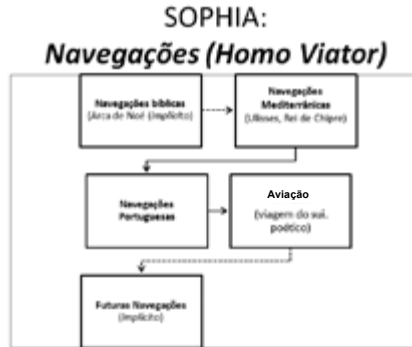 SOPHIA:
Navegações (Homo Viator)
Navegações bíblicas
(Arca de Noé (Implícito)
Navegações
Mediterrânicas
(Ulisses, Rei de Chipre)
Navegações
Portuguesas
Aviação
(viagem do suj.
poético)
Futuras Navegações
(Implícito)